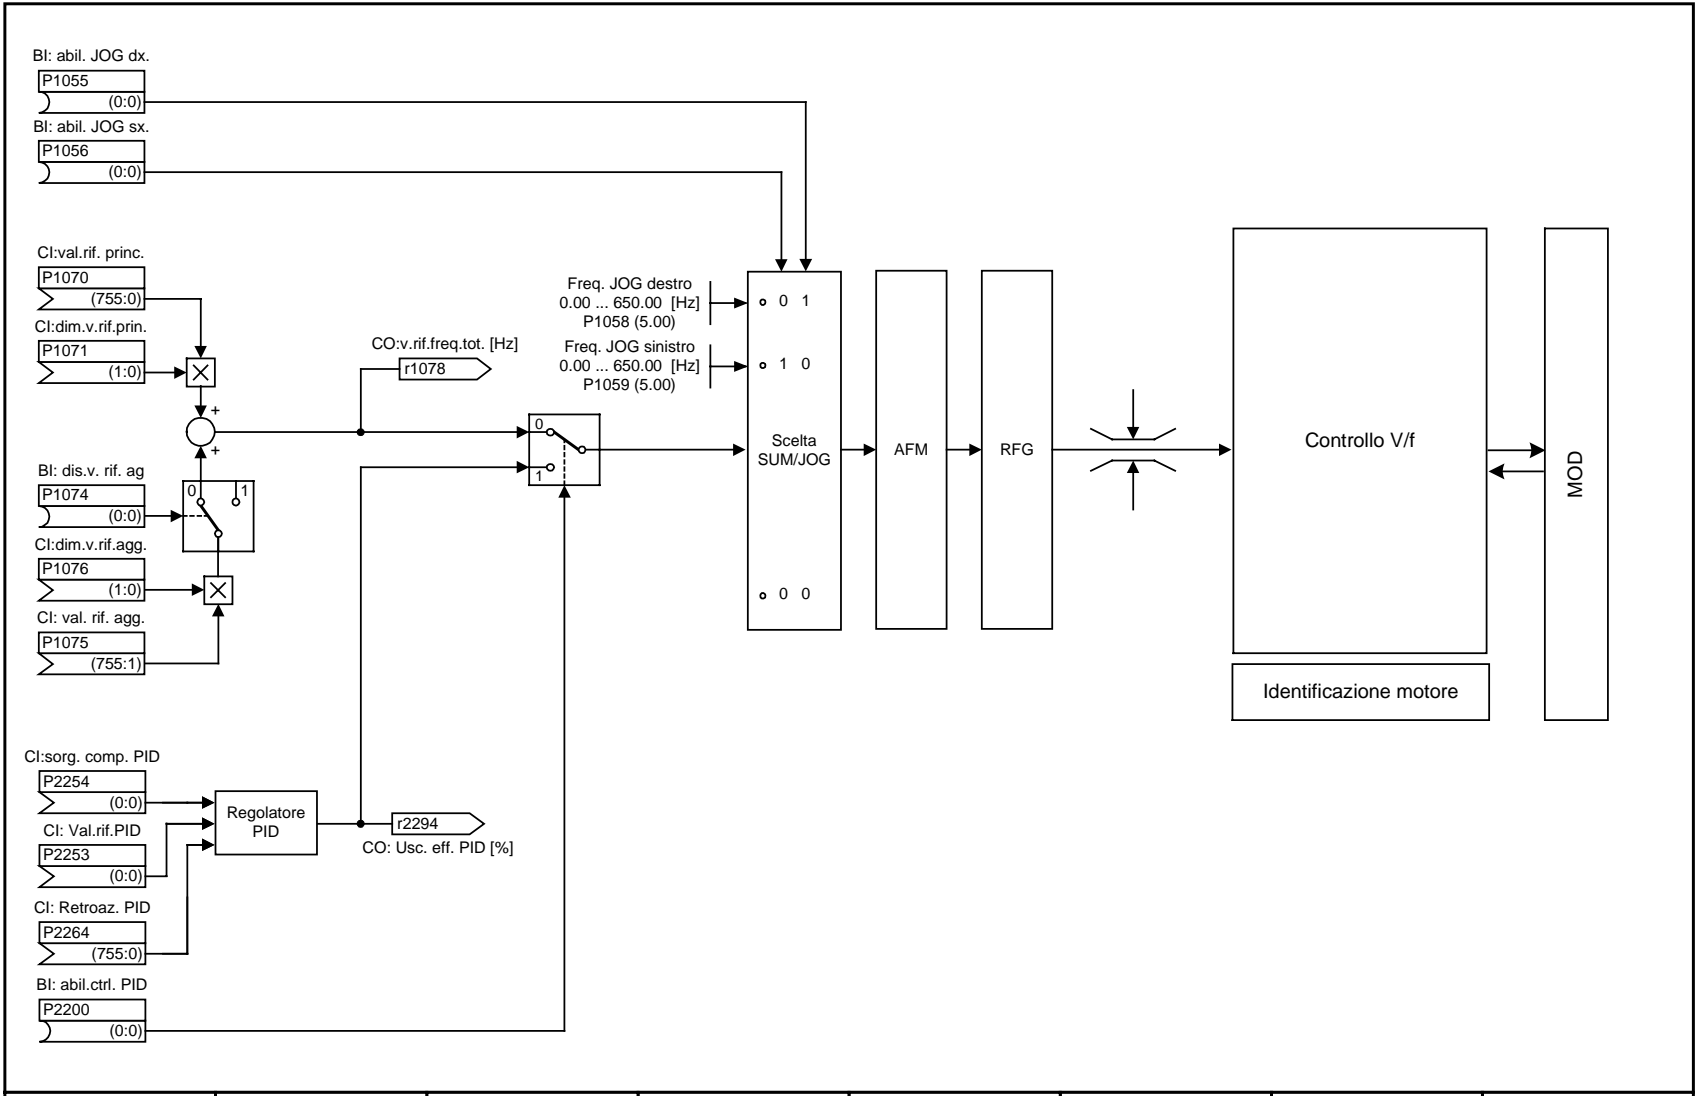 BI: abil. JOG dx.
P1055
(0:0)
BI: abil. JOG sx.
P1056
(0:0)
CI:val.rif. princ.
P1070
(755:0)
CI:dim.v.rif.prin.
P1071
(1:0)
+
+
BI: dis.v. rif. ag
P1074
(0:0)
0
1
CI:dim.v.rif.agg.
P1076
(1:0)
CI: val. rif. agg.
P1075
(755:1)
CO:v.rif.freq.tot. [Hz]
r1078
0
1
Freq. JOG destro
0.00 ... 650.00 [Hz]
P1058 (5.00)
Freq. JOG sinistro
0.00 ... 650.00 [Hz]
P1059 (5.00)
0 1
1 0
Scelta
SUM/JOG
0 0
AFM
RFG
Controllo V/f
Identificazione motore
MOD
CI:sorg. comp. PID
P2254
(0:0)
CI: Val.rif.PID
P2253
(0:0)
CI: Retroaz. PID
P2264
(755:0)
BI: abil.ctrl. PID
P2200
(0:0)
Regolatore
PID
r2294
CO: Usc. eff. PID [%]